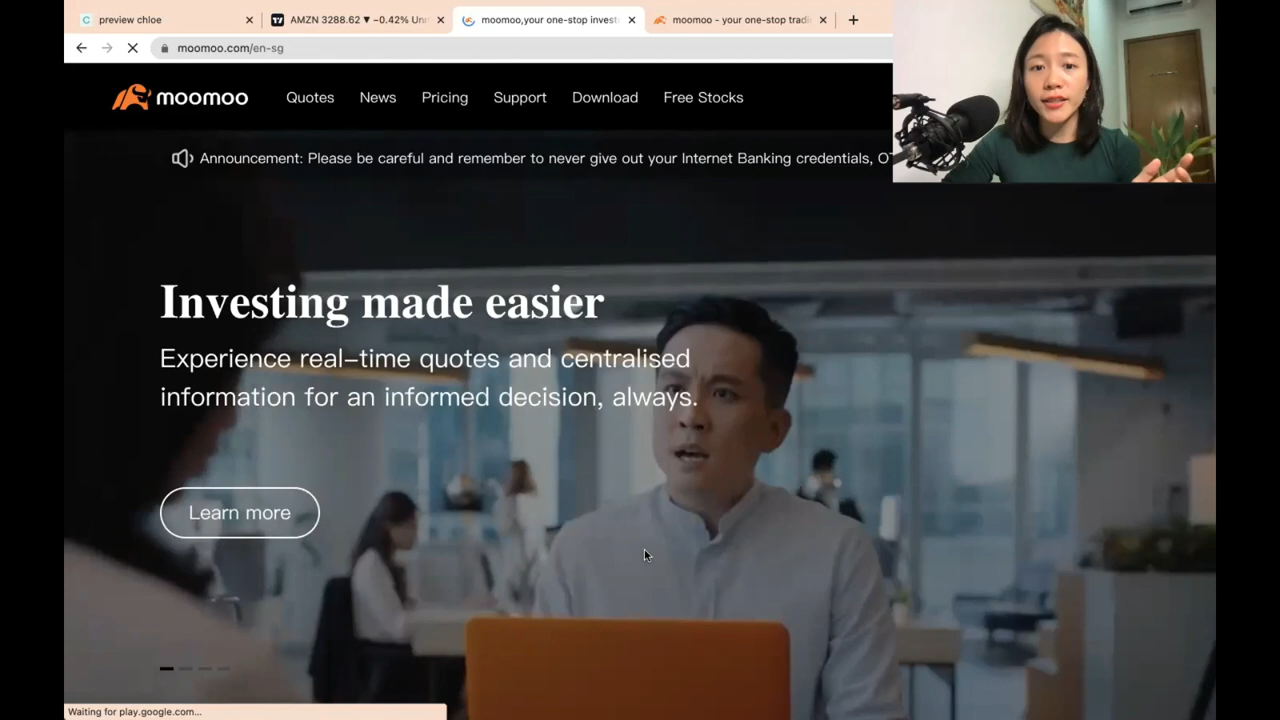 preview chloe
AMZN 3288.62 ▼ −0.42% Unn
moomoo,your one-stop invest
moomoo - your one-stop tradi
moomoo.com/en-sg
moomoo
Quotes
News
Pricing
Support
Download
Free Stocks
Announcement: Please be careful and remember to never give out your Internet Banking credentials,
Investing made easier
Experience real-time quotes and centralised
information for an informed decision, always.
Learn more
Waiting for play.google.com...